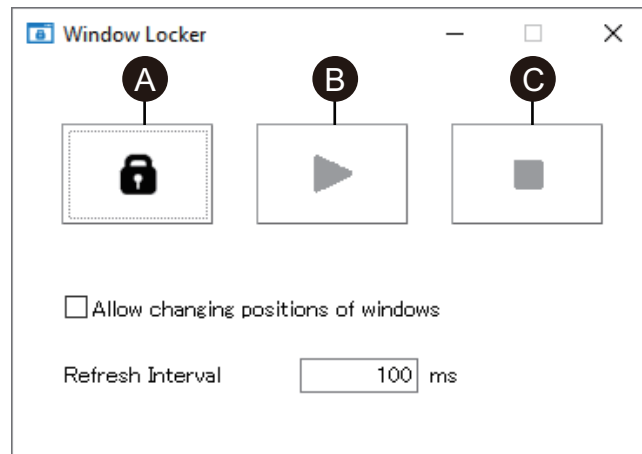 Window Locker
A B C
Allow changing positions of windows
Refresh Interval 100 ms